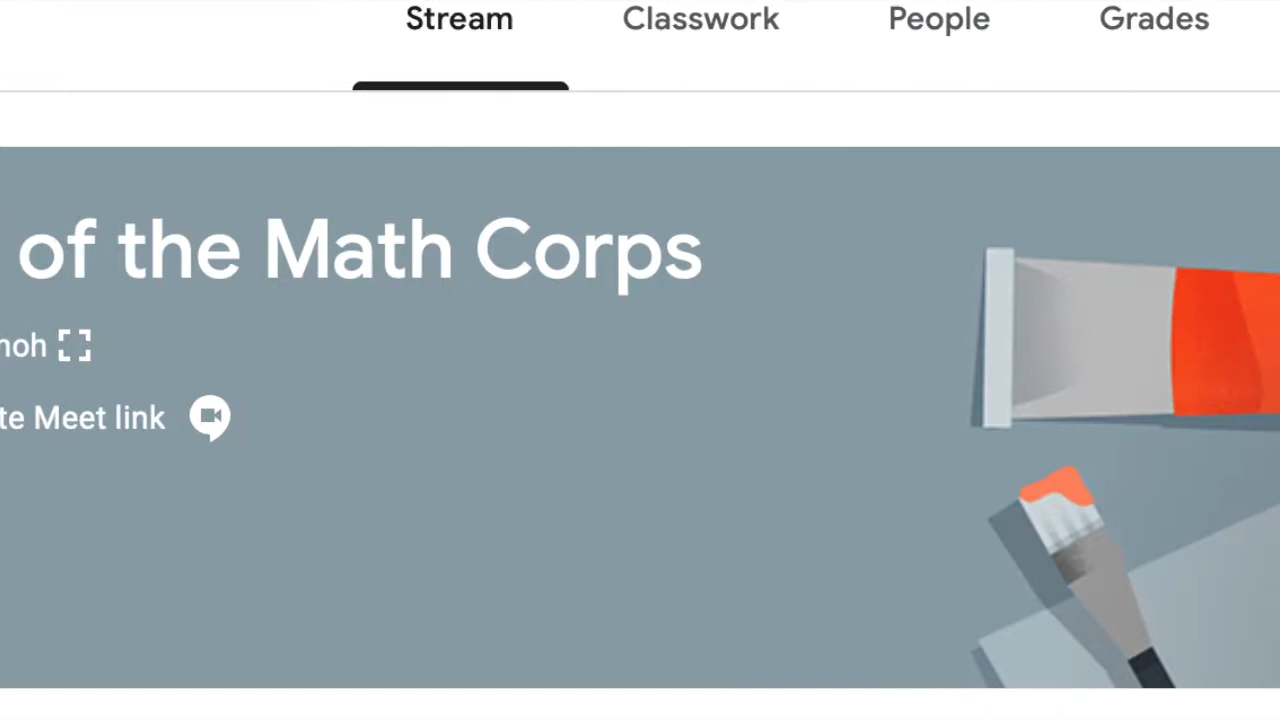 Stream Classwork People Grades
of the Math Corps
noh
te Meet link